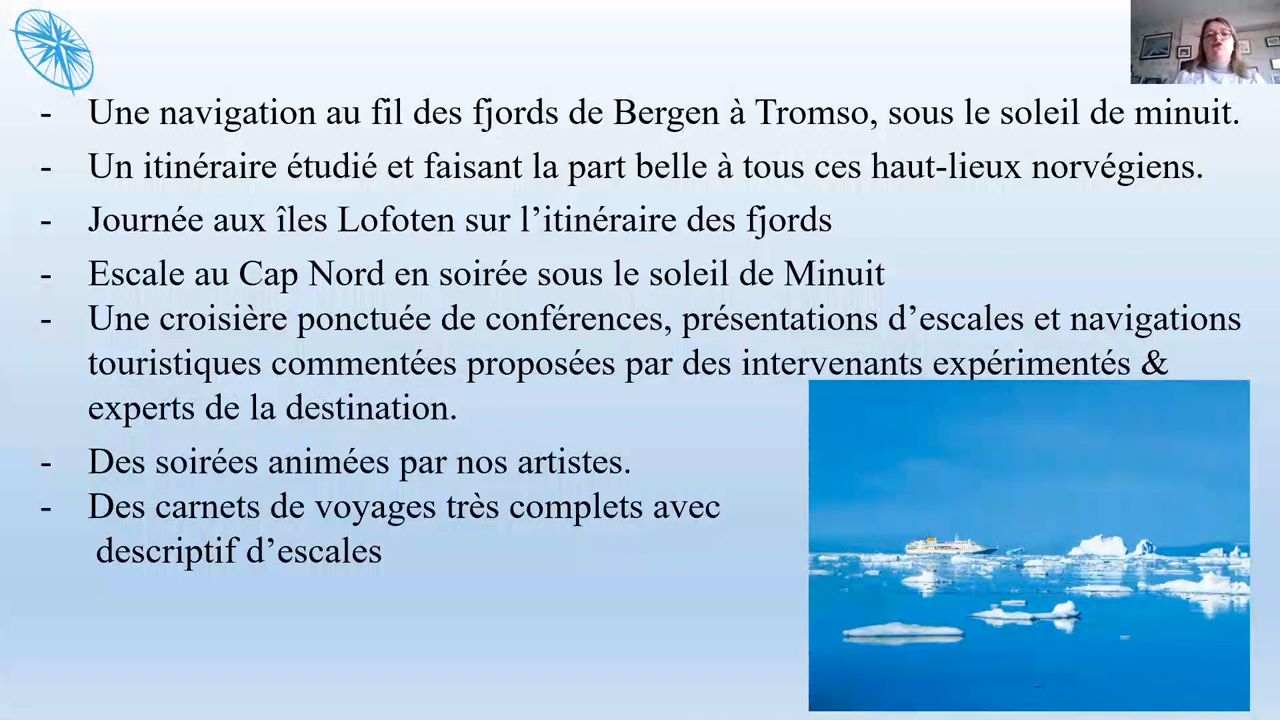 - Une navigation au fil des fjords de Bergen à Tromso, sous le soleil de minuit.
- Un itinéraire étudié et faisant la part belle à tous ces haut-lieux norvégiens.
- Journée aux îles Lofoten sur l’itinéraire des fjords
- Escale au Cap Nord en soirée sous le soleil de Minuit
- Une croisière ponctuée de conférences, présentations d’escales et navigations
touristiques commentées proposées par des intervenants expérimentés &
experts de la destination.
- Des soirées animées par nos artistes.
- Des carnets de voyages très complets avec
descriptif d’escales